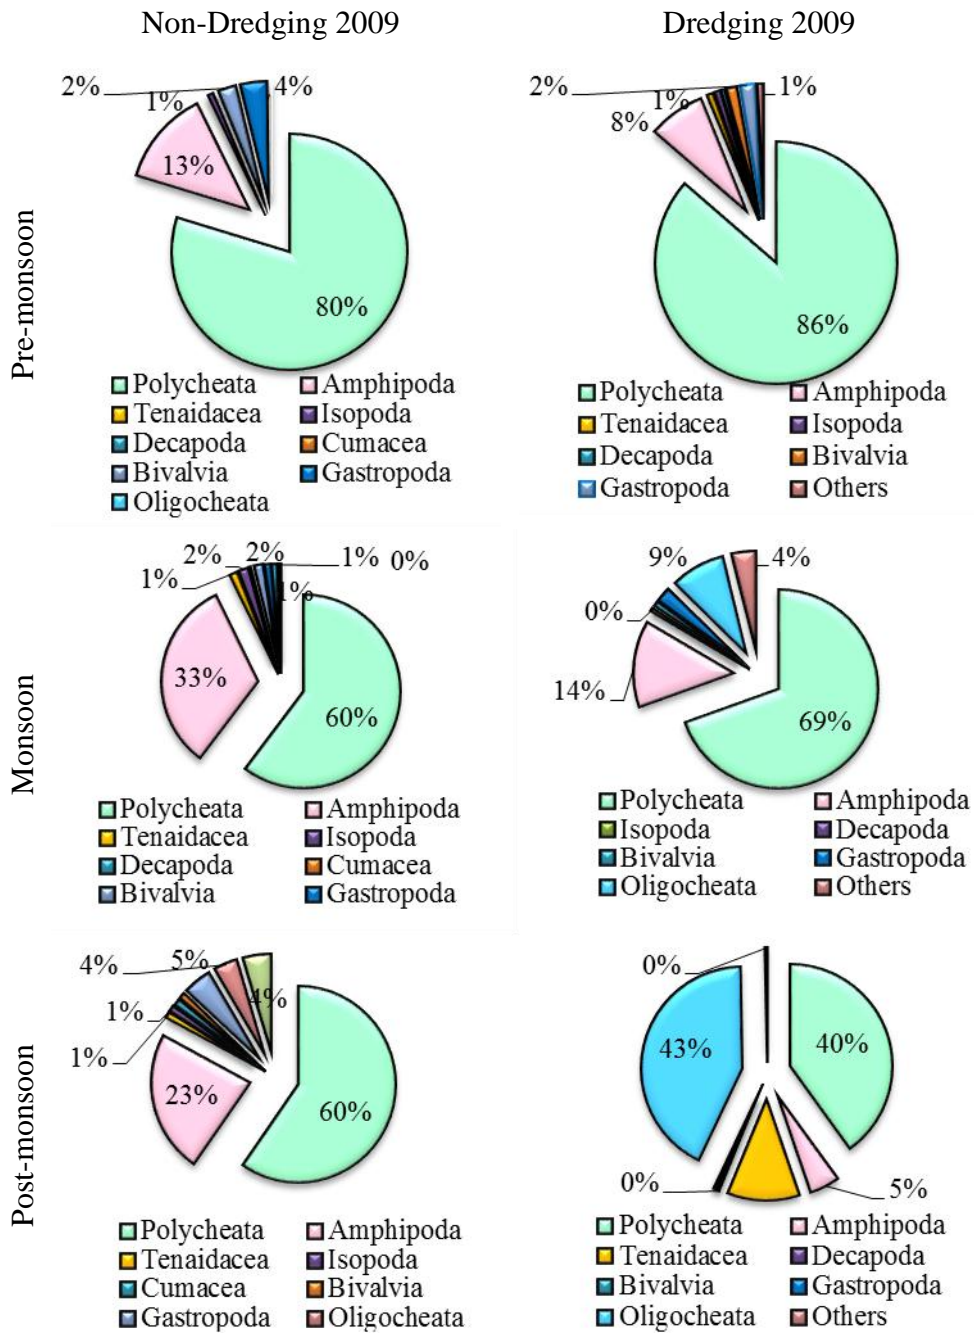 Non-Dredging 2009
Dredging 2009
Pre-monsoon
2%
1%
4%
13%
80%
Polycheata
Amphipoda
Tenaidacea
Isopoda
Decapoda
Cumacea
Bivalvia
Gastropoda
Oligocheata
2%
1%
1%
8%
86%
Polycheata
Amphipoda
Tenaidacea
Isopoda
Decapoda
Bivalvia
Gastropoda
Others
Monsoon
2%
2%
1%
0%
1%
1%
33%
60%
Polycheata
Amphipoda
Tenaidacea
Isopoda
Decapoda
Cumacea
Bivalvia
Gastropoda
9%
4%
0%
14%
69%
Polycheata
Amphipoda
Isopoda
Decapoda
Bivalvia
Gastropoda
Oligocheata
Others
Post-monsoon
4%
5%
4%
1%
1%
23%
60%
Polycheata
Amphipoda
Tenaidacea
Isopoda
Cumacea
Bivalvia
Gastropoda
Oligocheata
0%
43%
40%
0%
5%
Polycheata
Amphipoda
Tenaidacea
Decapoda
Bivalvia
Gastropoda
Oligocheata
Others